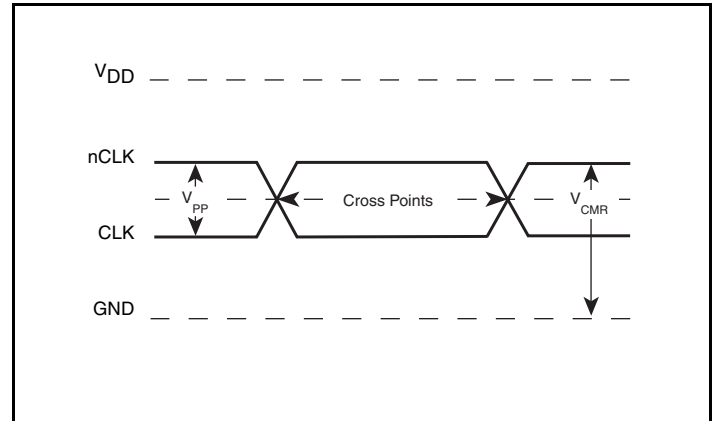 VDD
nCLK
VPP
Cross Points
VCMR
CLK
GND